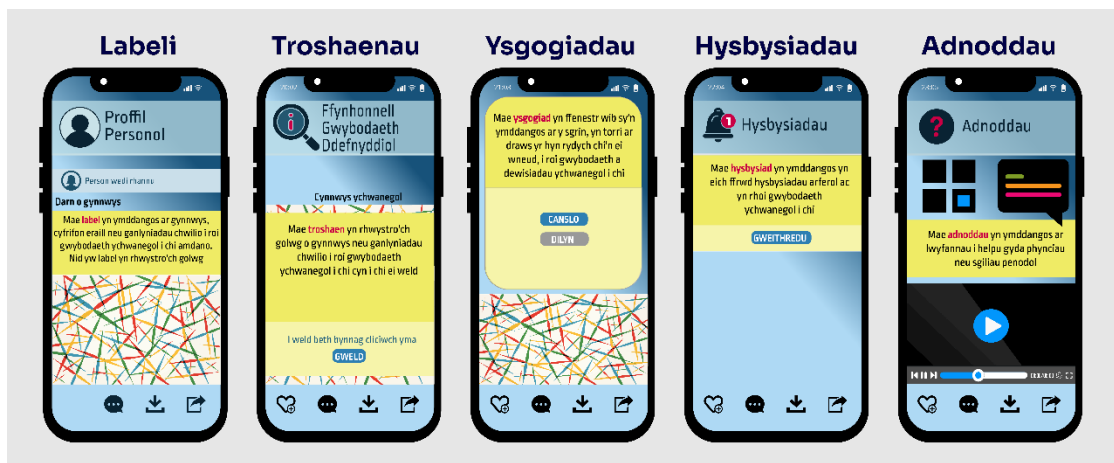 Labeli
Troshaenau
Ysgogiadau
Hysbysiadau
Adnoddau
Proffil
Personol
Person wedi rhannu
Darn o gynnwys
Mae label yn ymddangos ar gynnwys,
cyfrifon eraill neu ganlyniadau chwilio i roi
gwybodaeth ychwanegol i chi amdano.
Nid yw label yn rhwystro'ch golwg
Ffynhonnell
Gwybodaeth
Ddefnyddiol
Cynnwys ychwanegol
Mae troshaen yn rhwystro'ch
golwg o gynnwys neu ganlyniadau
chwilio i roi gwybodaeth
ychwanegol i chi cyn i chi ei weld
I weld beth bynnag cliciwch yma
GWELD
Mae ysgogiad yn ffenestr wib sy'n
ymddangos ar y sgrin, yn torri ar
draws yr hyn rydych chi'n ei
wneud, i roi gwybodaeth a
dewisiadau ychwanegol i chi
CANSLO
DILYN
1
Hysbysiadau
Mae hysbysiad yn ymddangos yn
eich ffrwd hysbysiadau arferol ac
yn rhoi gwybodaeth
ychwanegol i chi
GWEITHREDU
?
Adnoddau
Mae adnoddau yn ymddangos ar
lwyfannau i helpu gyda phynciau
neu sgiliau penodol